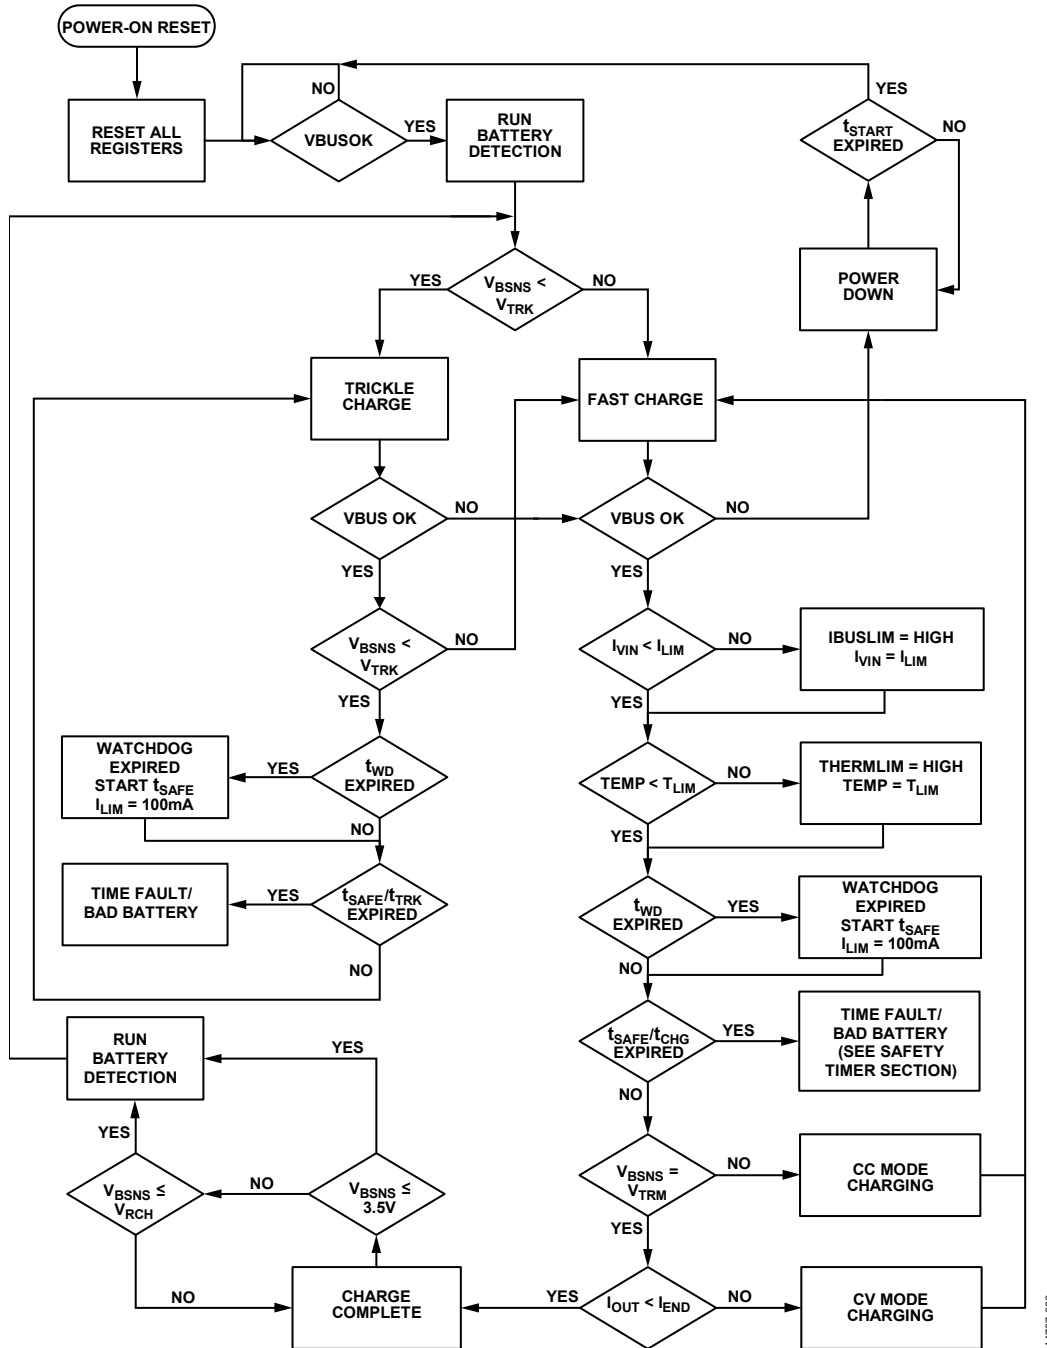 POWER-ON RESET
RESET ALL
REGISTERS
NO
VBUSOK
YES
RUN
BATTERY
DETECTION
YES
tSTART
EXPIRED
NO
POWER
DOWN
YES
VBSNS <
VTRK
NO
TRICKLE
CHARGE
FAST CHARGE
VBUS OK
NO
YES
VBUS OK
NO
YES
VBSNS <
VTRK
NO
YES
IVIN < ILIM
NO
YES
IBUSLIM = HIGH
IVIN = ILIM
WATCHDOG
EXPIRED
START tSAFE
ILIM = 100mA
YES
tWD
EXPIRED
NO
TEMP < TLIM
NO
YES
THERMLIM = HIGH
TEMP = TLIM
TIME FAULT/
BAD BATTERY
YES
tSAFE/tTRK
EXPIRED
NO
tWD
EXPIRED
YES
NO
WATCHDOG
EXPIRED
START tSAFE
ILIM = 100mA
RUN
BATTERY
DETECTION
YES
tSAFE/tCHG
EXPIRED
YES
NO
TIME FAULT/
BAD BATTERY
(SEE SAFETY
TIMER SECTION)
YES
VBSNS ≤
VRCH
NO
VBSNS ≤
3.5V
VBSNS =
VTRM
NO
YES
CC MODE
CHARGING
NO
CHARGE
COMPLETE
YES
IOUT < IEND
NO
CV MODE
CHARGING